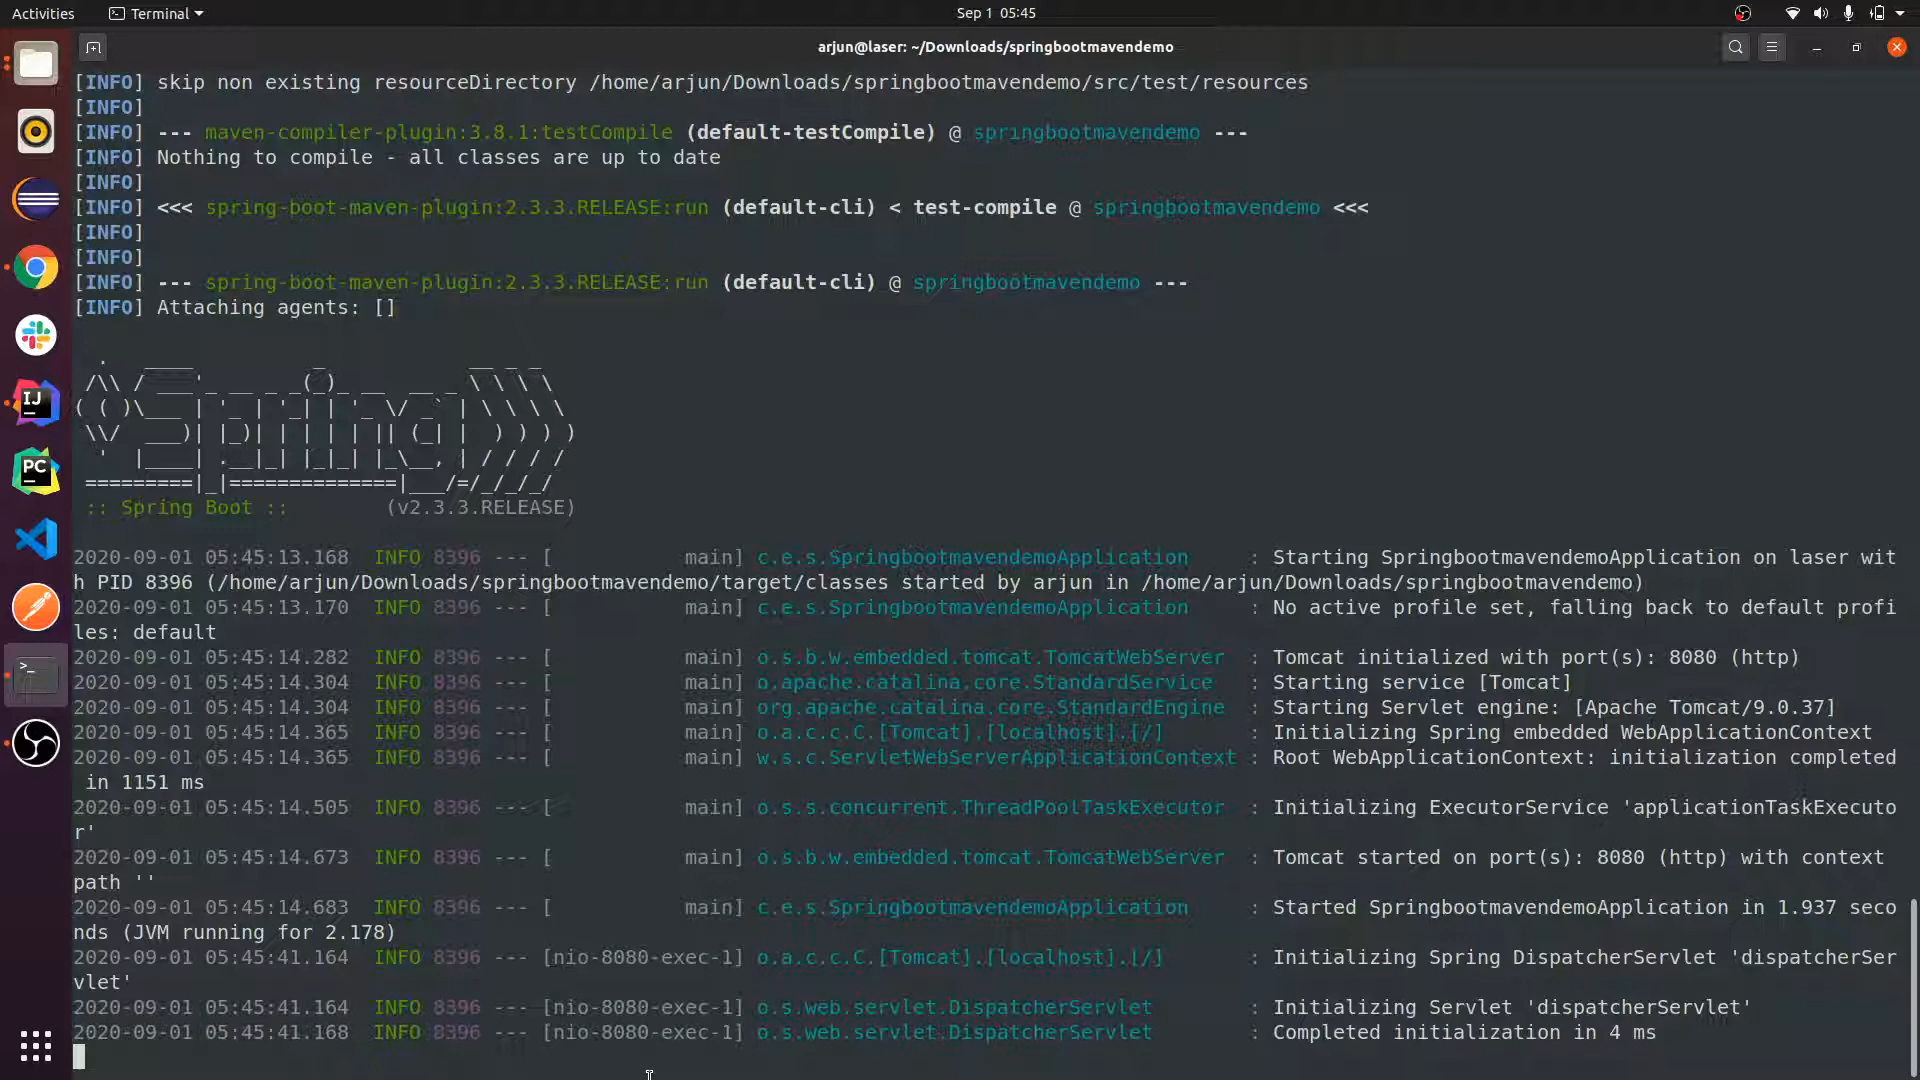 Activities Terminal Sep 1 05:45
arjun@laser: ~/Downloads/springbootmavendemo
[INFO] skip non existing resourceDirectory /home/arjun/Downloads/springbootmavendemo/src/test/resources
[INFO]
[INFO] --- maven-compiler-plugin:3.8.1:testCompile (default-testCompile) @ springbootmavendemo ---
[INFO] Nothing to compile - all classes are up to date
[INFO]
[INFO] <<< spring-boot-maven-plugin:2.3.3.RELEASE:run (default-cli) < test-compile @ springbootmavendemo <<<
[INFO]
[INFO]
[INFO] --- spring-boot-maven-plugin:2.3.3.RELEASE:run (default-cli) @ springbootmavendemo ---
[INFO] Attaching agents: []
  .   ____          _            __ _ _
 /\\ / ___'_ __ _ _(_)_ __  __ _ \ \ \ \
( ( )\___ | '_ | '_| | '_ \/ _` | \ \ \ \
 \\/  ___)| |_)| | | | | || (_| |  ) ) ) )
  '  |____| .__|_| |_|_| |_\__, | / / / /
 =========|_|==============|___/=/_/_/_/
 :: Spring Boot ::        (v2.3.3.RELEASE)
2020-09-01 05:45:13.168  INFO 8396 --- [           main] c.e.s.SpringbootmavendemoApplication     : Starting SpringbootmavendemoApplication on laser wit
h PID 8396 (/home/arjun/Downloads/springbootmavendemo/target/classes started by arjun in /home/arjun/Downloads/springbootmavendemo)
2020-09-01 05:45:13.170  INFO 8396 --- [           main] c.e.s.SpringbootmavendemoApplication     : No active profile set, falling back to default profi
les: default
2020-09-01 05:45:14.282  INFO 8396 --- [           main] o.s.b.w.embedded.tomcat.TomcatWebServer  : Tomcat initialized with port(s): 8080 (http)
2020-09-01 05:45:14.304  INFO 8396 --- [           main] o.apache.catalina.core.StandardService   : Starting service [Tomcat]
2020-09-01 05:45:14.304  INFO 8396 --- [           main] org.apache.catalina.core.StandardEngine  : Starting Servlet engine: [Apache Tomcat/9.0.37]
2020-09-01 05:45:14.365  INFO 8396 --- [           main] o.a.c.c.C.[Tomcat].[localhost].[/]       : Initializing Spring embedded WebApplicationContext
2020-09-01 05:45:14.365  INFO 8396 --- [           main] w.s.c.ServletWebServerApplicationContext : Root WebApplicationContext: initialization completed
 in 1151 ms
2020-09-01 05:45:14.505  INFO 8396 --- [           main] o.s.s.concurrent.ThreadPoolTaskExecutor  : Initializing ExecutorService 'applicationTaskExecuto
r'
2020-09-01 05:45:14.673  INFO 8396 --- [           main] o.s.b.w.embedded.tomcat.TomcatWebServer  : Tomcat started on port(s): 8080 (http) with context
path ''
2020-09-01 05:45:14.683  INFO 8396 --- [           main] c.e.s.SpringbootmavendemoApplication     : Started SpringbootmavendemoApplication in 1.937 seco
nds (JVM running for 2.178)
2020-09-01 05:45:41.164  INFO 8396 --- [nio-8080-exec-1] o.a.c.c.C.[Tomcat].[localhost].[/]       : Initializing Spring DispatcherServlet 'dispatcherSer
vlet'
2020-09-01 05:45:41.164  INFO 8396 --- [nio-8080-exec-1] o.s.web.servlet.DispatcherServlet        : Initializing Servlet 'dispatcherServlet'
2020-09-01 05:45:41.168  INFO 8396 --- [nio-8080-exec-1] o.s.web.servlet.DispatcherServlet        : Completed initialization in 4 ms
IJ
PC